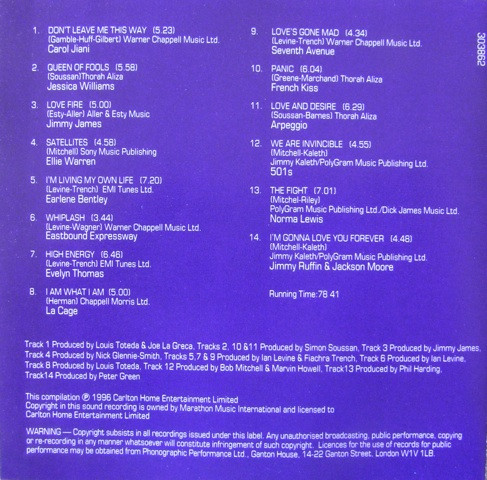 1. DON'T LEAVE ME THIS WAY (5.23)
(Gamble-Huff-Gilbert) Warner Chappell Music Ltd.
Carol Jiani
2. QUEEN OF FOOLS (5.58)
(Soussan)Thorah Aliza
Jessica Williams
3. LOVE FIRE (5.00)
(Esty-Aller) Aller & Esty Music
Jimmy James
4. SATELLITES (4.58)
(Mitchell) Sony Music Publishing
Ellie Warren
5. I'M LIVING MY OWN LIFE (7.20)
(Levine-Trench) EMI Tunes Ltd.
Earlene Bentley
6. WHIPLASH (3.44)
(Levine-Wagner) Warner Chappell Music Ltd.
Eastbound Expressway
7. HIGH ENERGY (6.46)
(Levine-Trench) EMI Tunes Ltd.
Evelyn Thomas
8. I AM WHAT I AM (5.00)
(Herman) Chappell Morris Ltd.
La Cage
9. LOVE'S GONE MAD (4.34)
(Levine-Trench) Warner Chappell Music Ltd.
Seventh Avenue
10. PANIC (6.04)
(Greene-Marchand) Thorah Aliza
French Kiss
11. LOVE AND DESIRE (6.29)
(Soussan-Barnes) Thorah Aliza
Arpeggio
12. WE ARE INVINCIBLE (4.55)
(Mitchell-Kaleth)
Jimmy Kaleth/PolyGram Music Publishing Ltd.
501s
13. THE FIGHT (7.01)
(Mitchel-Riley)
PolyGram Music Publishing Ltd./Dick James Music Ltd.
Norma Lewis
14. I'M GONNA LOVE YOU FOREVER (4.48)
(Mitchell-Kaleth)
Jimmy Kaleth/PolyGram Music Publishing Ltd.
Jimmy Ruffin & Jackson Moore
Running Time:78 41
303862
Track 1 Produced by Louis Toteda & Joe La Greca, Tracks 2, 10 &11 Produced by Simon Soussan, Track 3 Produced by Jimmy James,
Track 4 Produced by Nick Glennie-Smith, Tracks 5,7 & 9 Produced by Ian Levine & Fiachra Trench, Track 6 Produced by Ian Levine,
Track 8 Produced by Louis Toteda, Track 12 Produced by Bob Mitchell & Marvin Howell, Track13 Produced by Phil Harding,
Track14 Produced by Peter Green
This compilation ℗ 1996 Carlton Home Entertainment Limited
Copyright in this sound recording is owned by Marathon Music International and licensed to
Carlton Home Entertainment Limited
WARNING — Copyright subsists in all recordings issued under this label. Any unauthorised broadcasting, public performance, copying
or re-recording in any manner whatsoever will constitute infringement of such copyright. Licences for the use of records for public
performance may be obtained from Phonographic Performance Ltd., Ganton House, 14-22 Ganton Street, London W1V 1LB.